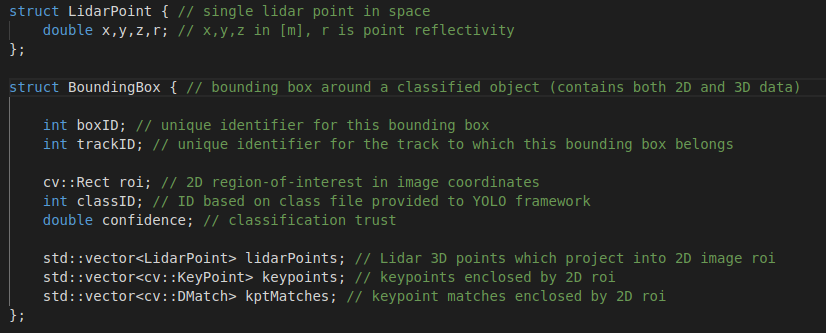 struct LidarPoint { // single lidar point in space
    double x,y,z,r; // x,y,z in [m], r is point reflectivity
};
struct BoundingBox { // bounding box around a classified object (contains both 2D and 3D data)
    int boxID; // unique identifier for this bounding box
    int trackID; // unique identifier for the track to which this bounding box belongs
    cv::Rect roi; // 2D region-of-interest in image coordinates
    int classID; // ID based on class file provided to YOLO framework
    double confidence; // classification trust
    std::vector<LidarPoint> lidarPoints; // Lidar 3D points which project into 2D image roi
    std::vector<cv::KeyPoint> keypoints; // keypoints enclosed by 2D roi
    std::vector<cv::DMatch> kptMatches; // keypoint matches enclosed by 2D roi
};